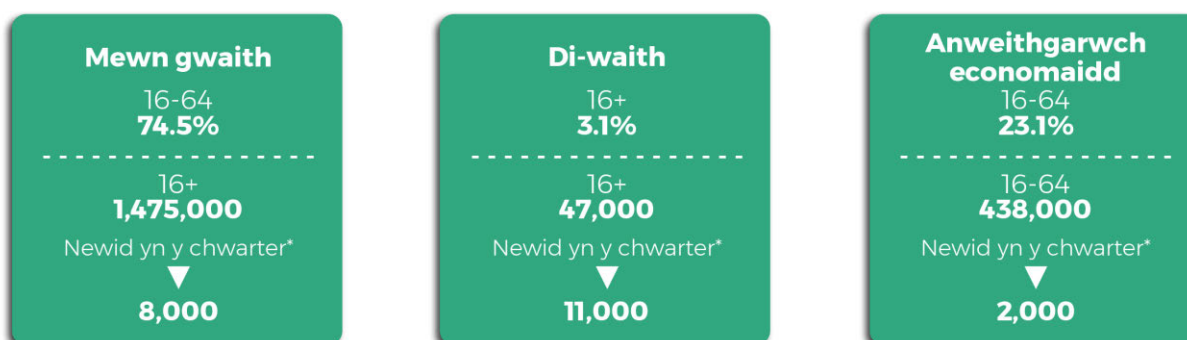 Mewn gwaith
16-64
74.5%
16+
1,475,000
Newid yn y chwarter*
8,000
Di-waith
16+
3.1%
16+
47,000
Newid yn y chwarter*
11,000
Anweithgarwch
economaidd
16-64
23.1%
16-64
438,000
Newid yn y chwarter*
2,000